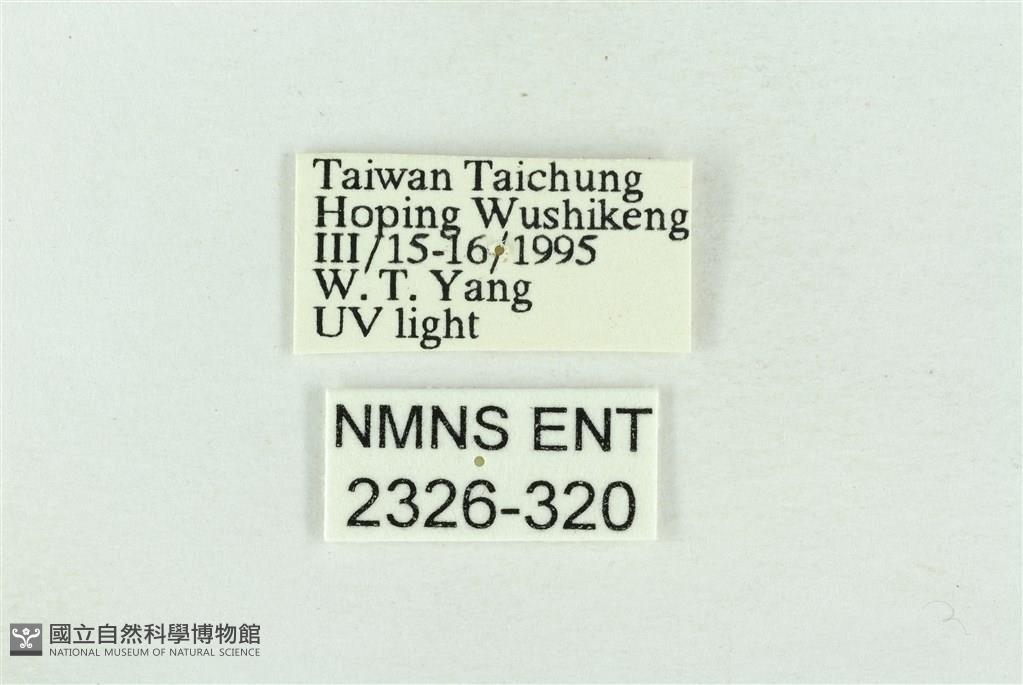 Taiwan Taichung
Hoping Wushikeng
III/15-16/1995
W. T. Yang
UV light
NMNS ENT
2326-320
國立自然科學博物館
NATIONAL MUSEUM OF NATURAL SCIENCE